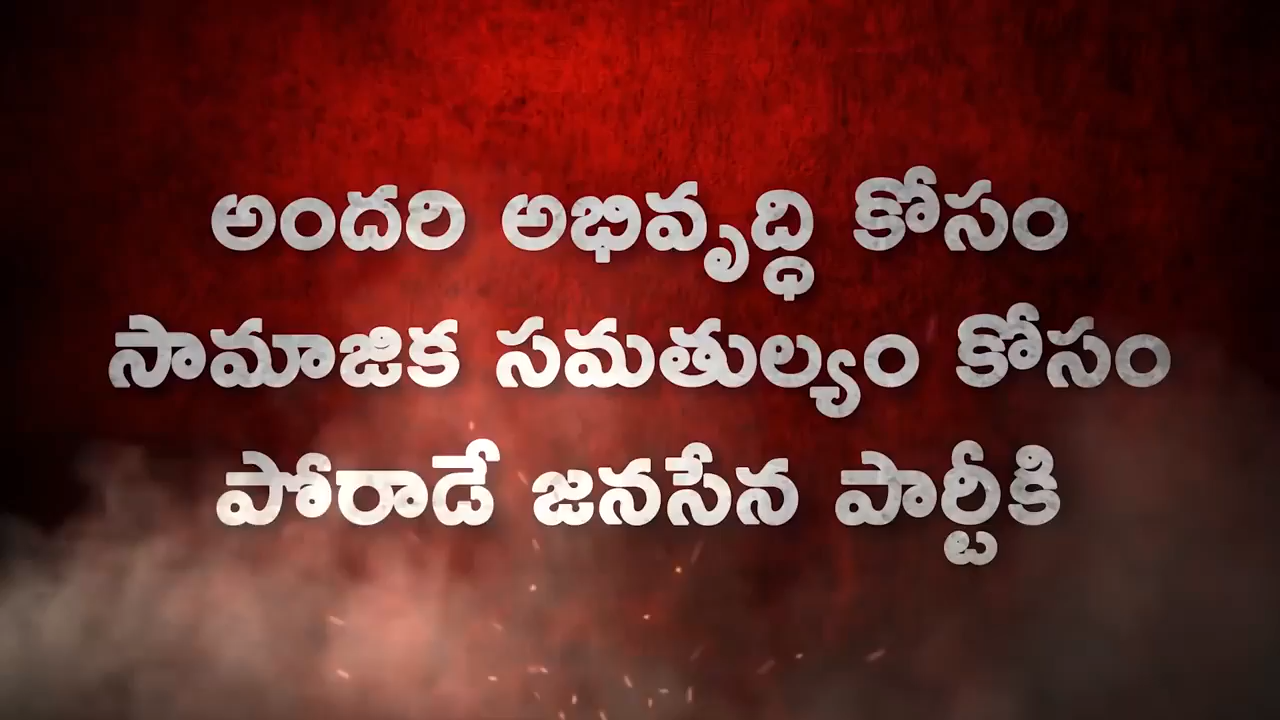 అందరి అభివృద్ధి కోసం
సామాజిక సమతుల్యం కోసం
పోరాడే జనసేన పార్టీకి